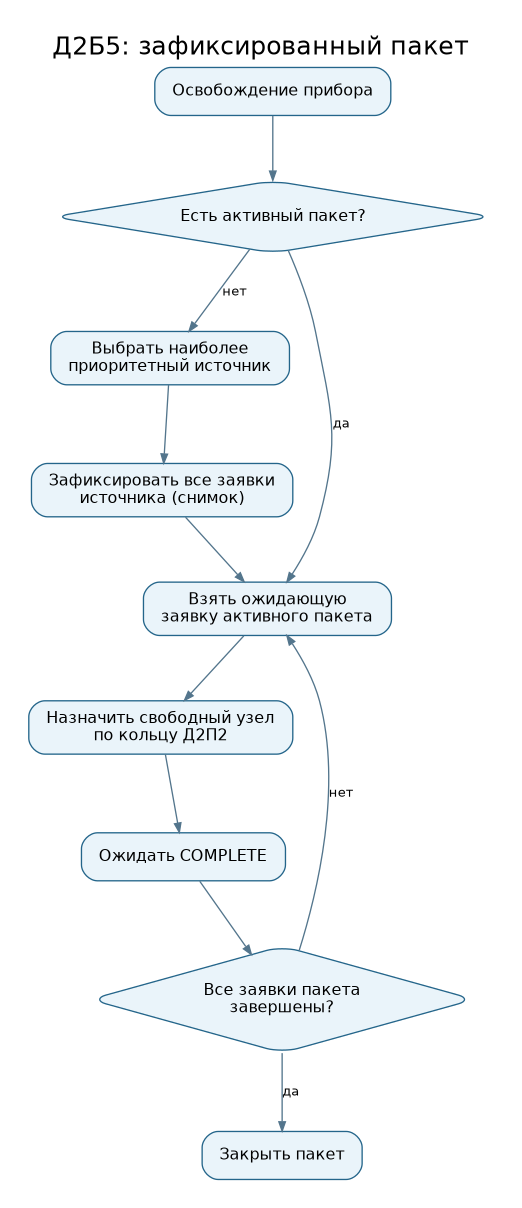 Д2Б5: зафиксированный пакет
Освобождение прибора
Есть активный пакет?
нет
Выбрать наиболее
приоритетный источник
да
Зафиксировать все заявки
источника (снимок)
Взять ожидающую
заявку активного пакета
Назначить свободный узел
по кольцу Д2П2
нет
Ожидать COMPLETE
Все заявки пакета
завершены?
да
Закрыть пакет